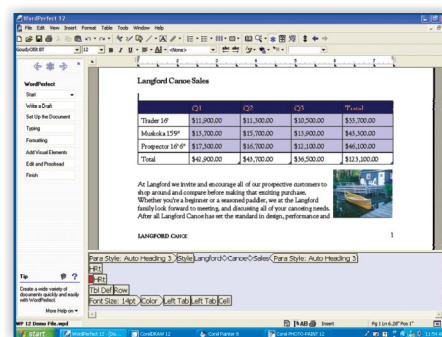 WordPerfect 12
File Edit View Insert Format Table Tools Window Help
GoudyOlSt BT 12 B I U <None>
WordPerfect
Start
Write a Draft
Set Up the Document
Typing
Formatting
Add Visual Elements
Edit and Proofread
Finish
Tip
Create a wide variety of
documents quickly and easily
with WordPerfect.
More Help on
Langford Canoe Sales
Q1 Q2 Q3 Total
Trader 16' $11,900.00 $11,300.00 $10,500.00 $33,700.00
Muskoka 159" $13,700.00 $15,700.00 $13,900.00 $43,300.00
Prospector 16'6" $17,300.00 $16,700.00 $12,100.00 $46,100.00
Total $42,900.00 $43,700.00 $36,500.00 $123,100.00
At Langford we invite and encourage all of our prospective customers to
shop around and compare before making that exciting purchase.
Whether you're a beginner or a seasoned paddler, we at the Langford
family look forward to meeting, and discussing all of your canoeing needs.
After all Langford Canoe has set the standard in design, performance and
LANGFORD CANOE 1
Para Style: Auto Heading 3 Style Langford◇Canoe◇Sales Para Style: Auto Heading 3
HRt
HRt
Tbl Def Row
Font Size: 14pt Color Left Tab Left Tab Cell
WP 12 Demo File.wpd AB Insert Pg 1 Ln 6.28" Pos 1"
start WordPerfect 12 - [Do... CorelDRAW 12 Corel Painter 8 Corel PHOTO-PAINT 12